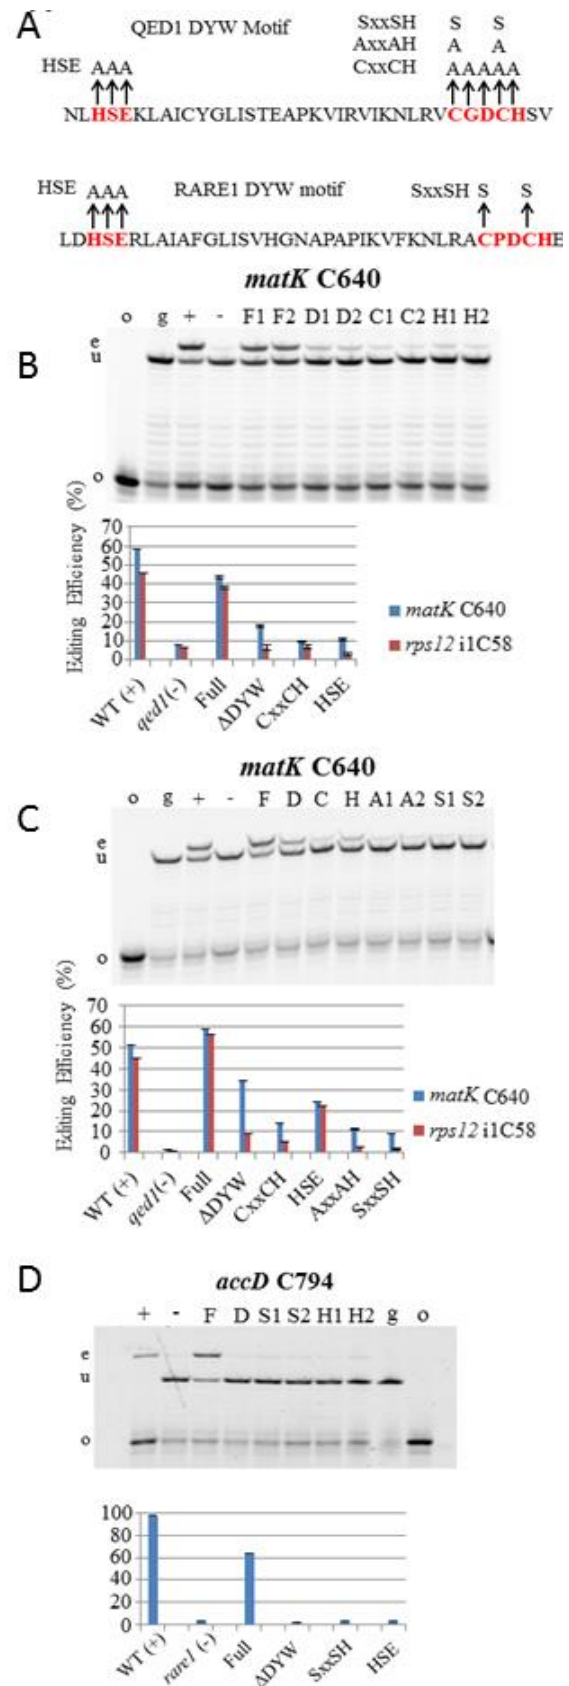 A
QED1 DYW Motif
SxxSH S S
AxxAH A A
HSE AAA CxxCH AAAAA
NLHSEKLAICYGLISTEAPKVIRVIKNLRVCGDCHSV
HSE AAA RARE1 DYW motif SxxSH S S
LDHSERLAIAFGLISVHGNAPAPIKVFKNLRACPDCHE
matK C640
o g + - F1 F2 D1 D2 C1 C2 H1 H2
B
e
u
o
Editing Efficiency (%)
70
60
50
40
30
20
10
0
matK C640
rps12 i1C58
WT (+) qed1(-) Full ΔDYW CxxCH HSE
matK C640
o g + - F D C H A1 A2 S1 S2
C
e
u
o
Editing Efficiency (%)
70
60
50
40
30
20
10
0
matK C640
rps12 i1C58
WT (+) qed1(-) Full ΔDYW CxxCH HSE AxxAH SxxSH
D
accD C794
+ - F D S1 S2 H1 H2 g o
e
u
o
100
80
60
40
20
0
WT (+) rare1 (-) Full ΔDYW SxxSH HSE